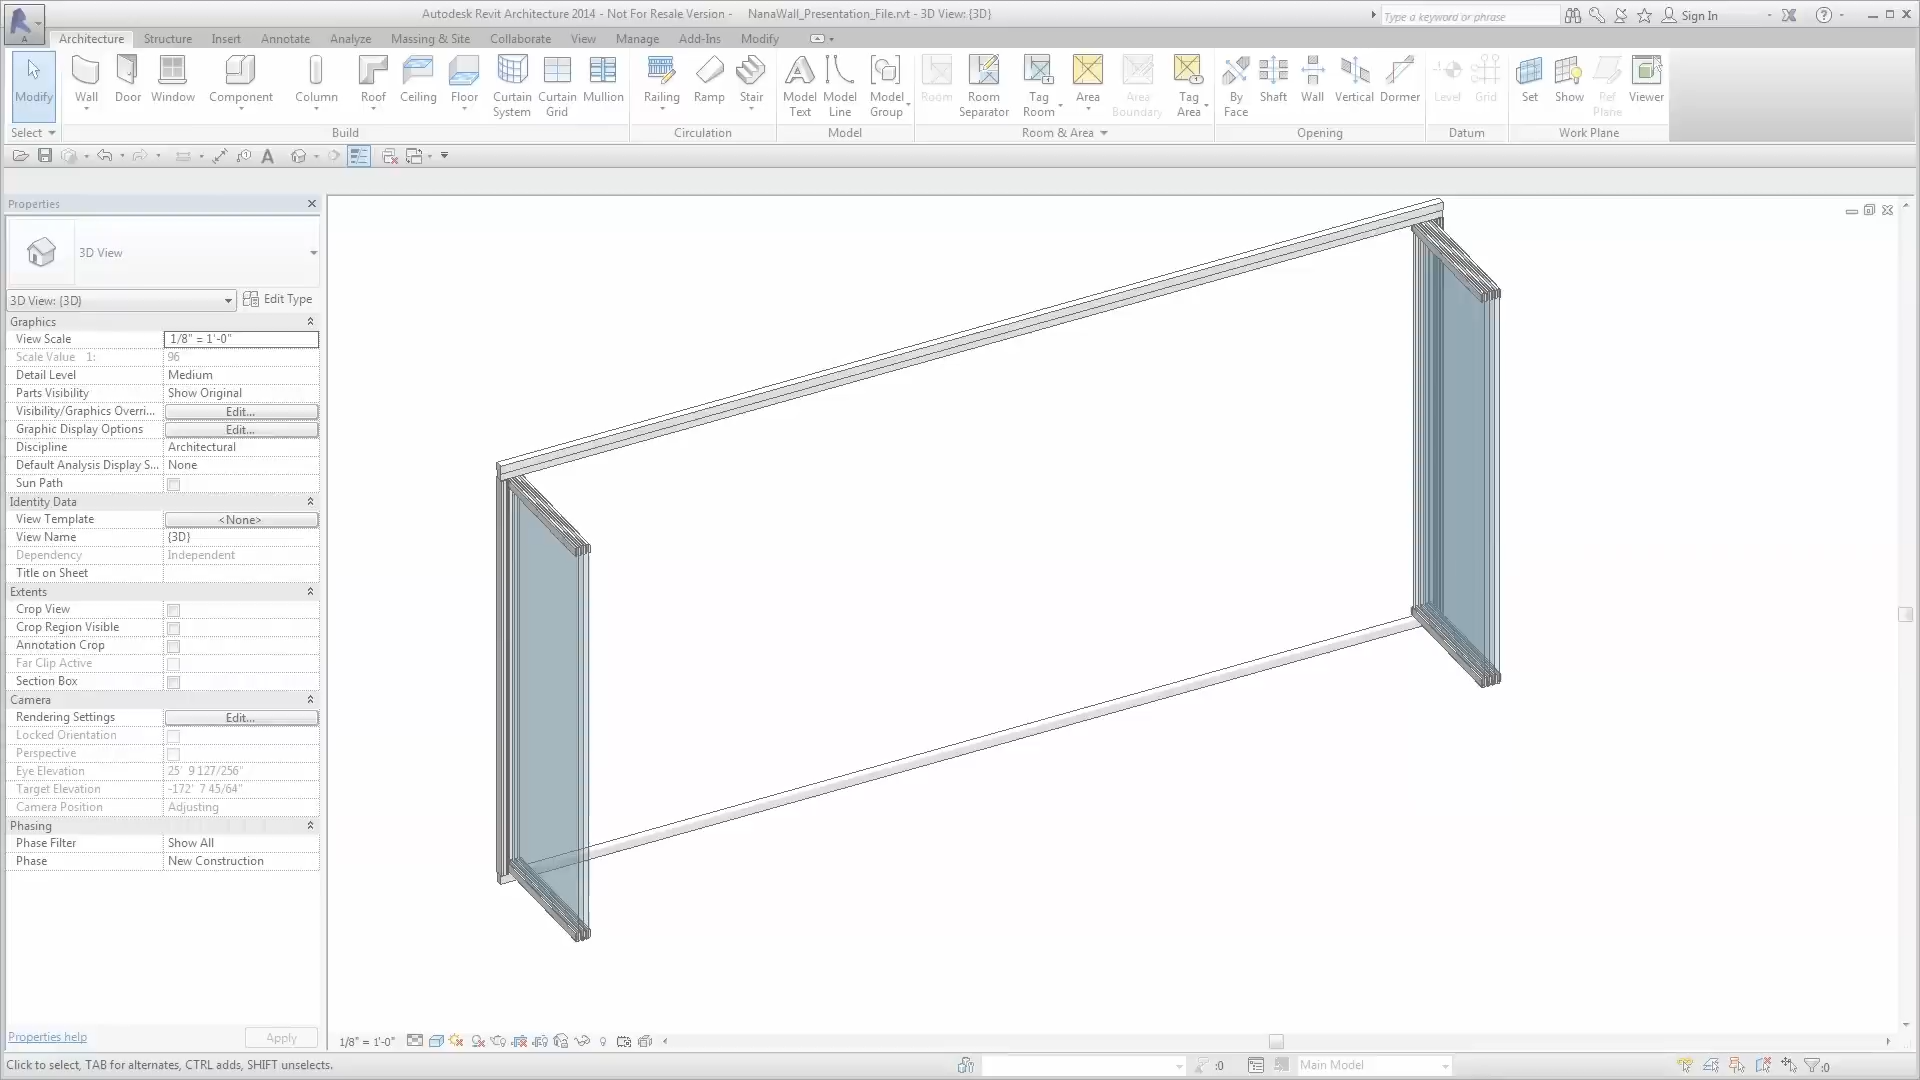 Autodesk Revit Architecture 2014 - Not For Resale Version - NanaWall_Presentation_File.rvt - 3D View: {3D}
Type a keyword or phrase
Sign In
A
Architecture Structure Insert Annotate Analyze Massing & Site Collaborate View Manage Add-Ins Modify
Modify Wall Door Window Component Column Roof Ceiling Floor Curtain System Curtain Grid Mullion Railing Ramp Stair Model Text Model Line Model Group Room Room Separator Tag Room Area Area Boundary Tag Area By Face Shaft Wall Vertical Dormer Level Grid Set Show Ref Plane Viewer
Select Build Circulation Model Room & Area Opening Datum Work Plane
Properties
3D View
3D View: {3D} Edit Type
Graphics
View Scale 1/8" = 1'-0"
Scale Value 1: 96
Detail Level Medium
Parts Visibility Show Original
Visibility/Graphics Overri... Edit...
Graphic Display Options Edit...
Discipline Architectural
Default Analysis Display S... None
Sun Path
Identity Data
View Template <None>
View Name {3D}
Dependency Independent
Title on Sheet
Extents
Crop View
Crop Region Visible
Annotation Crop
Far Clip Active
Section Box
Camera
Rendering Settings Edit...
Locked Orientation
Perspective
Eye Elevation 25' 9 127/256"
Target Elevation -172' 7 45/64"
Camera Position Adjusting
Phasing
Phase Filter Show All
Phase New Construction
Properties help Apply
1/8" = 1'-0"
Click to select, TAB for alternates, CTRL adds, SHIFT unselects.
:0
Main Model
:0